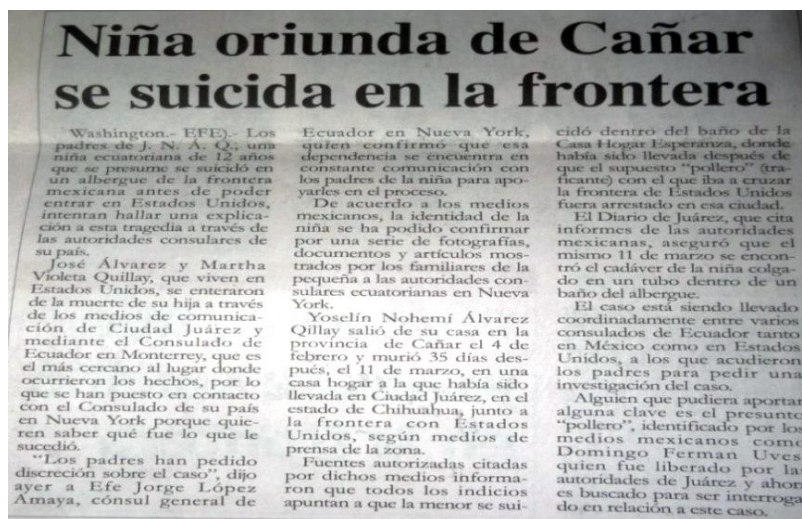 Niña oriunda de Cañar
se suicida en la frontera
Washington.- EFE).- Los
padres de J. N. Á. Q., una
niña ecuatoriana de 12 años
que se presume se suicidó en
un albergue de la frontera
mexicana antes de poder
entrar en Estados Unidos,
intentan hallar una explica-
ción a esta tragedia a través de
las autoridades consulares de
su país.
José Álvarez y Martha
Violeta Quillay, que viven en
Estados Unidos, se enteraron
de la muerte de su hija a través
de los medios de comunica-
ción de Ciudad Juárez y
mediante el Consulado de
Ecuador en Monterrey, que es
el más cercano al lugar donde
ocurrieron los hechos, por lo
que se han puesto en contacto
con el Consulado de su país
en Nueva York porque quie-
ren saber qué fue lo que le
sucedió.
"Los padres han pedido
discreción sobre el caso", dijo
ayer a Efe Jorge López
Amaya, cónsul general de
Ecuador en Nueva York,
quien confirmó que esa
dependencia se encuentra en
constante comunicación con
los padres de la niña para apo-
yarles en el proceso.
De acuerdo a los medios
mexicanos, la identidad de la
niña se ha podido confirmar
por una serie de fotografías,
documentos y artículos mos-
trados por los familiares de la
pequeña a las autoridades con-
sulares ecuatorianas en Nueva
York.
Yoselín Nohemí Álvarez
Qillay salió de su casa en la
provincia de Cañar el 4 de
febrero y murió 35 días des-
pués, el 11 de marzo, en una
casa hogar a la que había sido
llevada en Ciudad Juárez, en el
estado de Chihuahua, junto a
la frontera con Estados
Unidos, según medios de
prensa de la zona.
Fuentes autorizadas citadas
por dichos medios informa-
ron que todos los indicios
apuntan a que la menor se sui-
cidó dentro del baño de la
Casa Hogar Esperanza, donde
había sido llevada después de
que el supuesto "pollero" (tra-
ficante) con el que iba a cruzar
la frontera de Estados Unidos
fuera arrestado en esa ciudad.
El Diario de Juárez, que cita
informes de las autoridades
mexicanas, aseguró que el
mismo 11 de marzo se encon-
tró el cadáver de la niña colga-
do en un tubo dentro de un
baño del albergue.
El caso está siendo llevado
coordinadamente entre varios
consulados de Ecuador tanto
en México como en Estados
Unidos, a los que acudieron
los padres para pedir una
investigación del caso.
Alguien que pudiera aportar
alguna clave es el presunto
"pollero", identificado por los
medios mexicanos como
Domingo Ferman Uves
quien fue liberado por la
autoridades de Juárez y ahor
es buscado para ser interroga
do en relación a este caso.